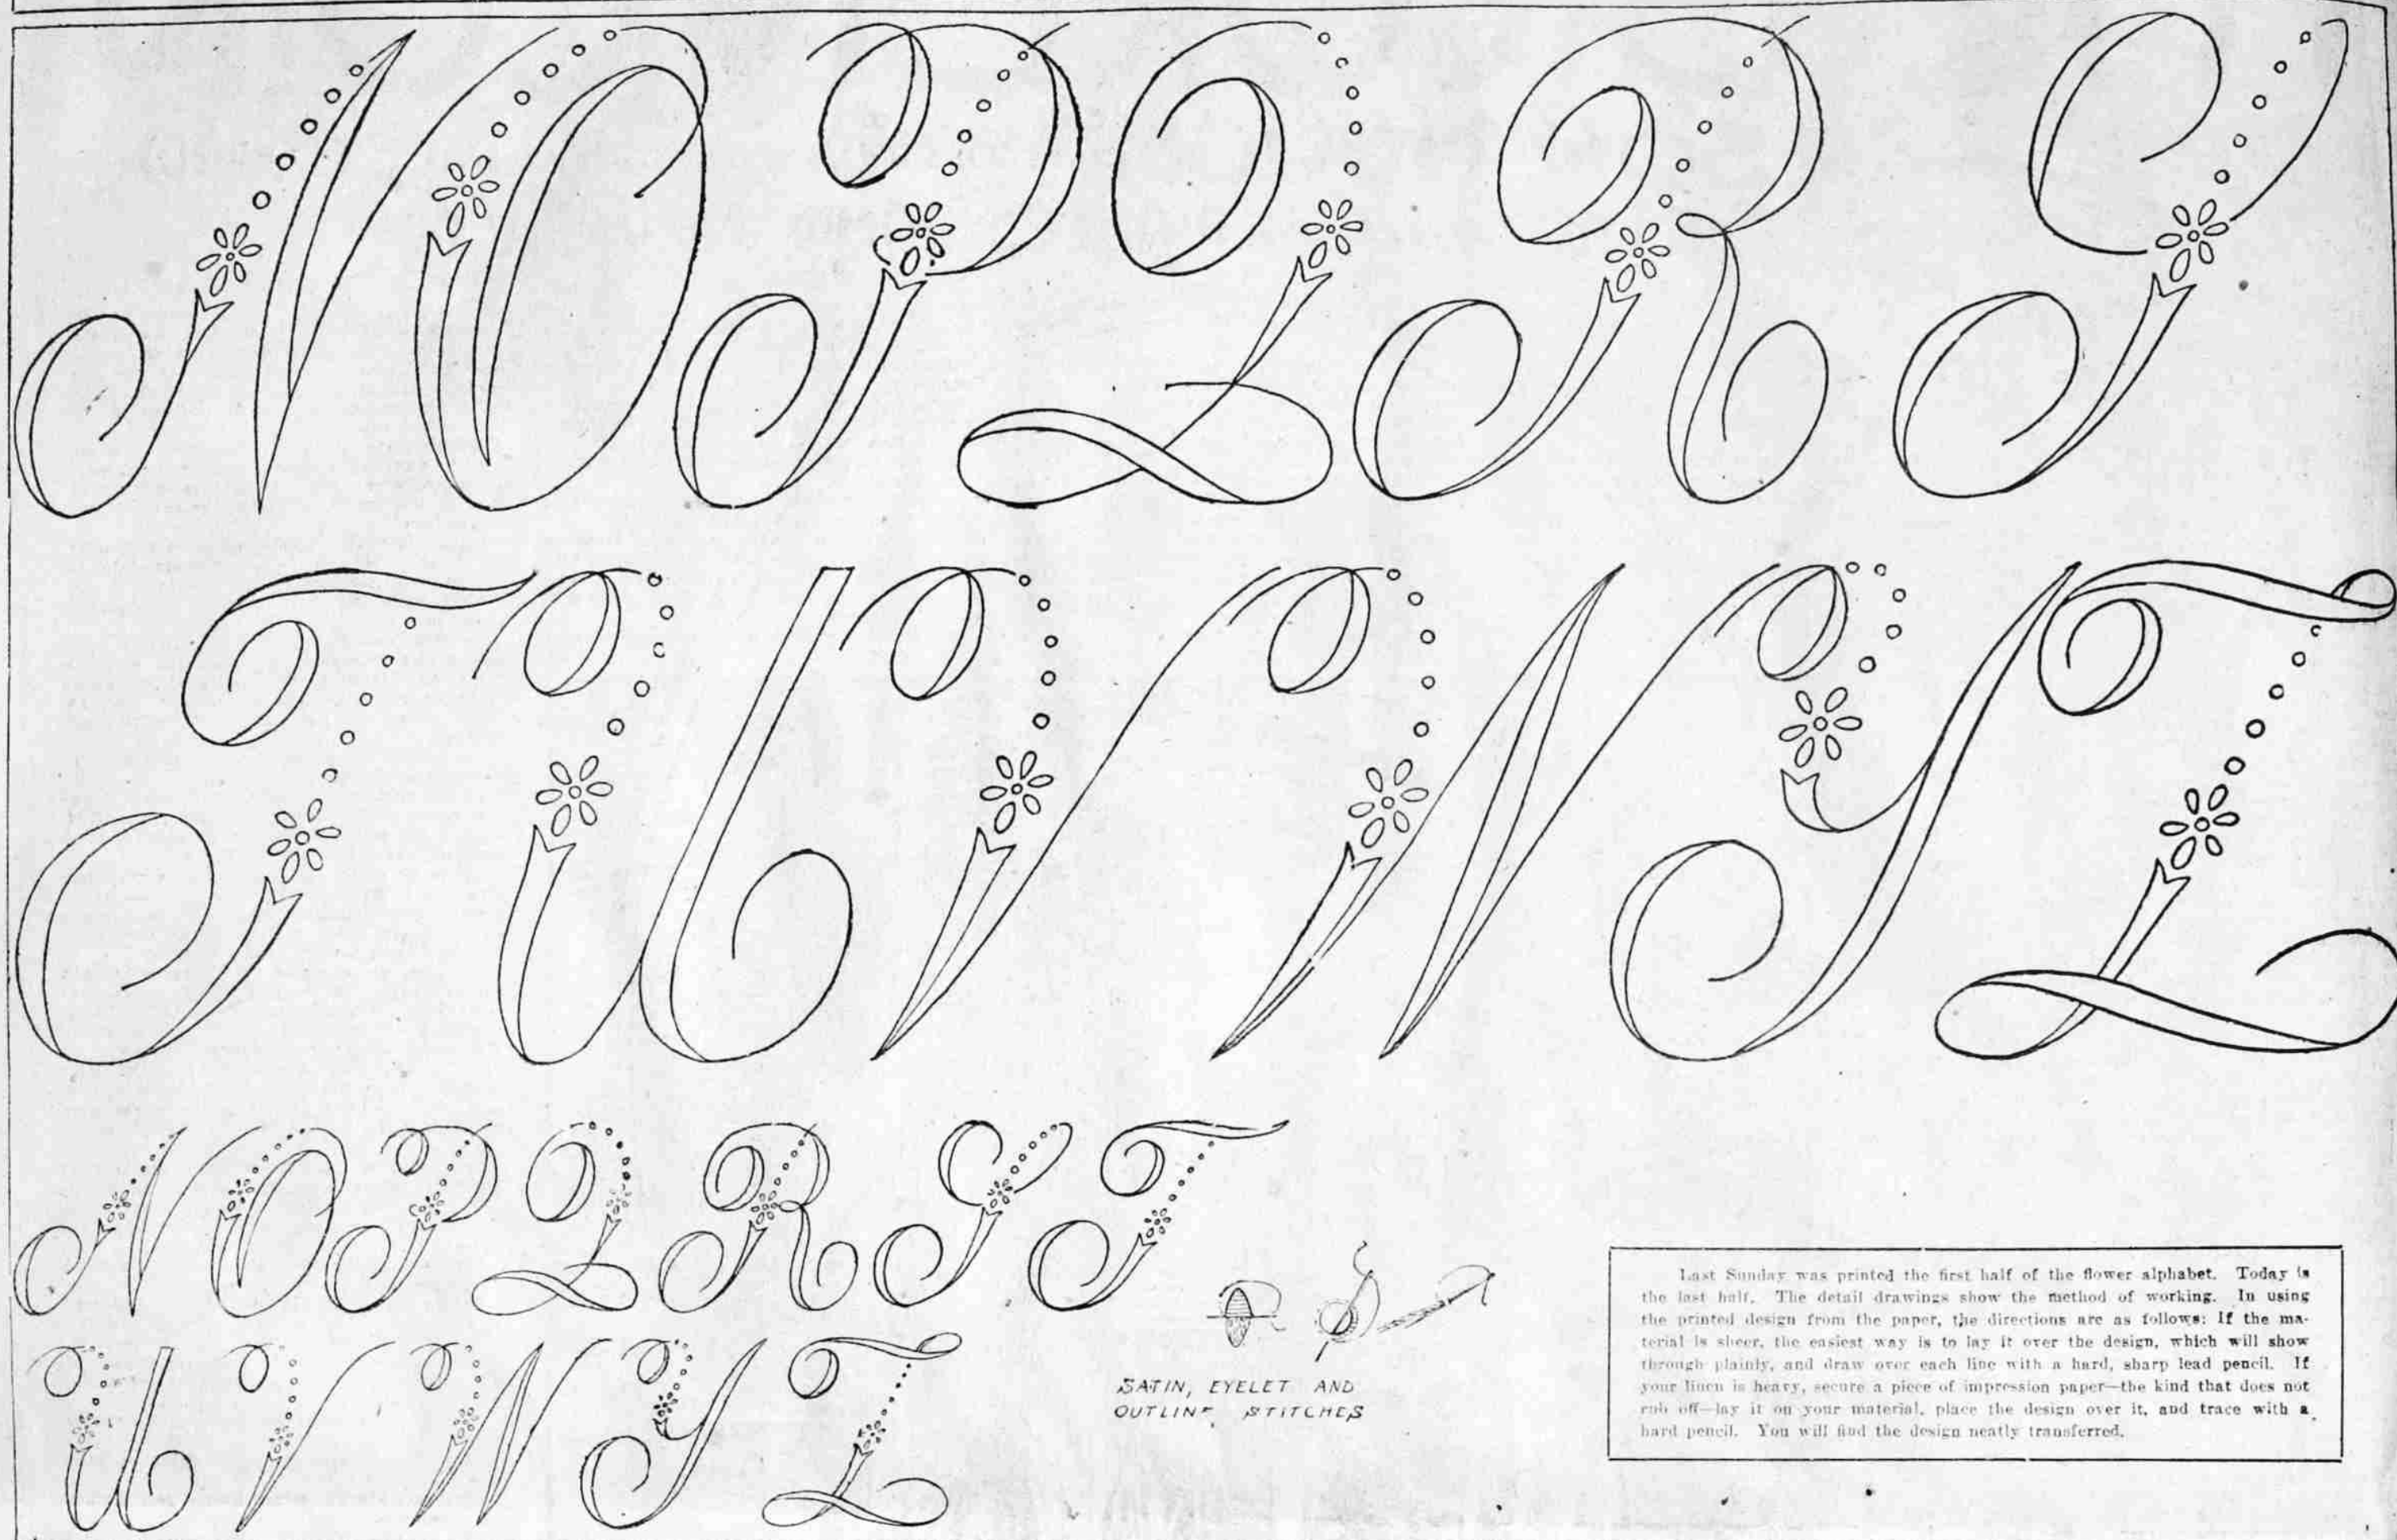 N O P Q R S
T U V W Y Z
N O P Q R S T
U V W Y Z
SATIN, EYELET AND
OUTLINE STITCHES
Last Sunday was printed the first half of the flower alphabet. Today is
the last half. The detail drawings show the method of working. In using
the printed design from the paper, the directions are as follows: If the ma-
terial is sheer, the easiest way is to lay it over the design, which will show
through plainly, and draw over each line with a hard, sharp lead pencil. If
your linen is heavy, secure a piece of impression paper—the kind that does not
rub off—lay it on your material, place the design over it, and trace with a
hard pencil. You will find the design neatly transferred.